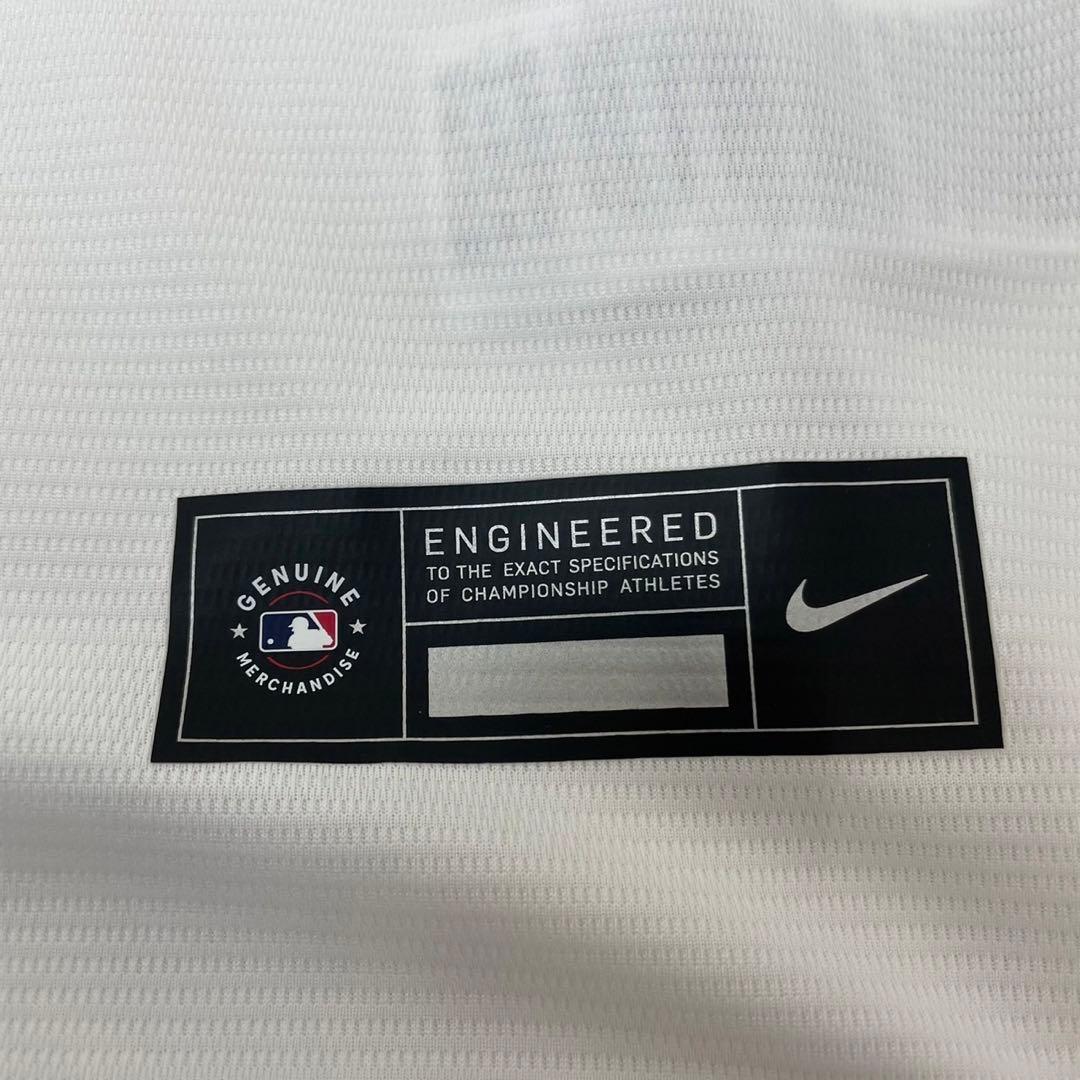 GENUINE
MERCHANDISE
ENGINEERED
TO THE EXACT SPECIFICATIONS
OF CHAMPIONSHIP ATHLETES